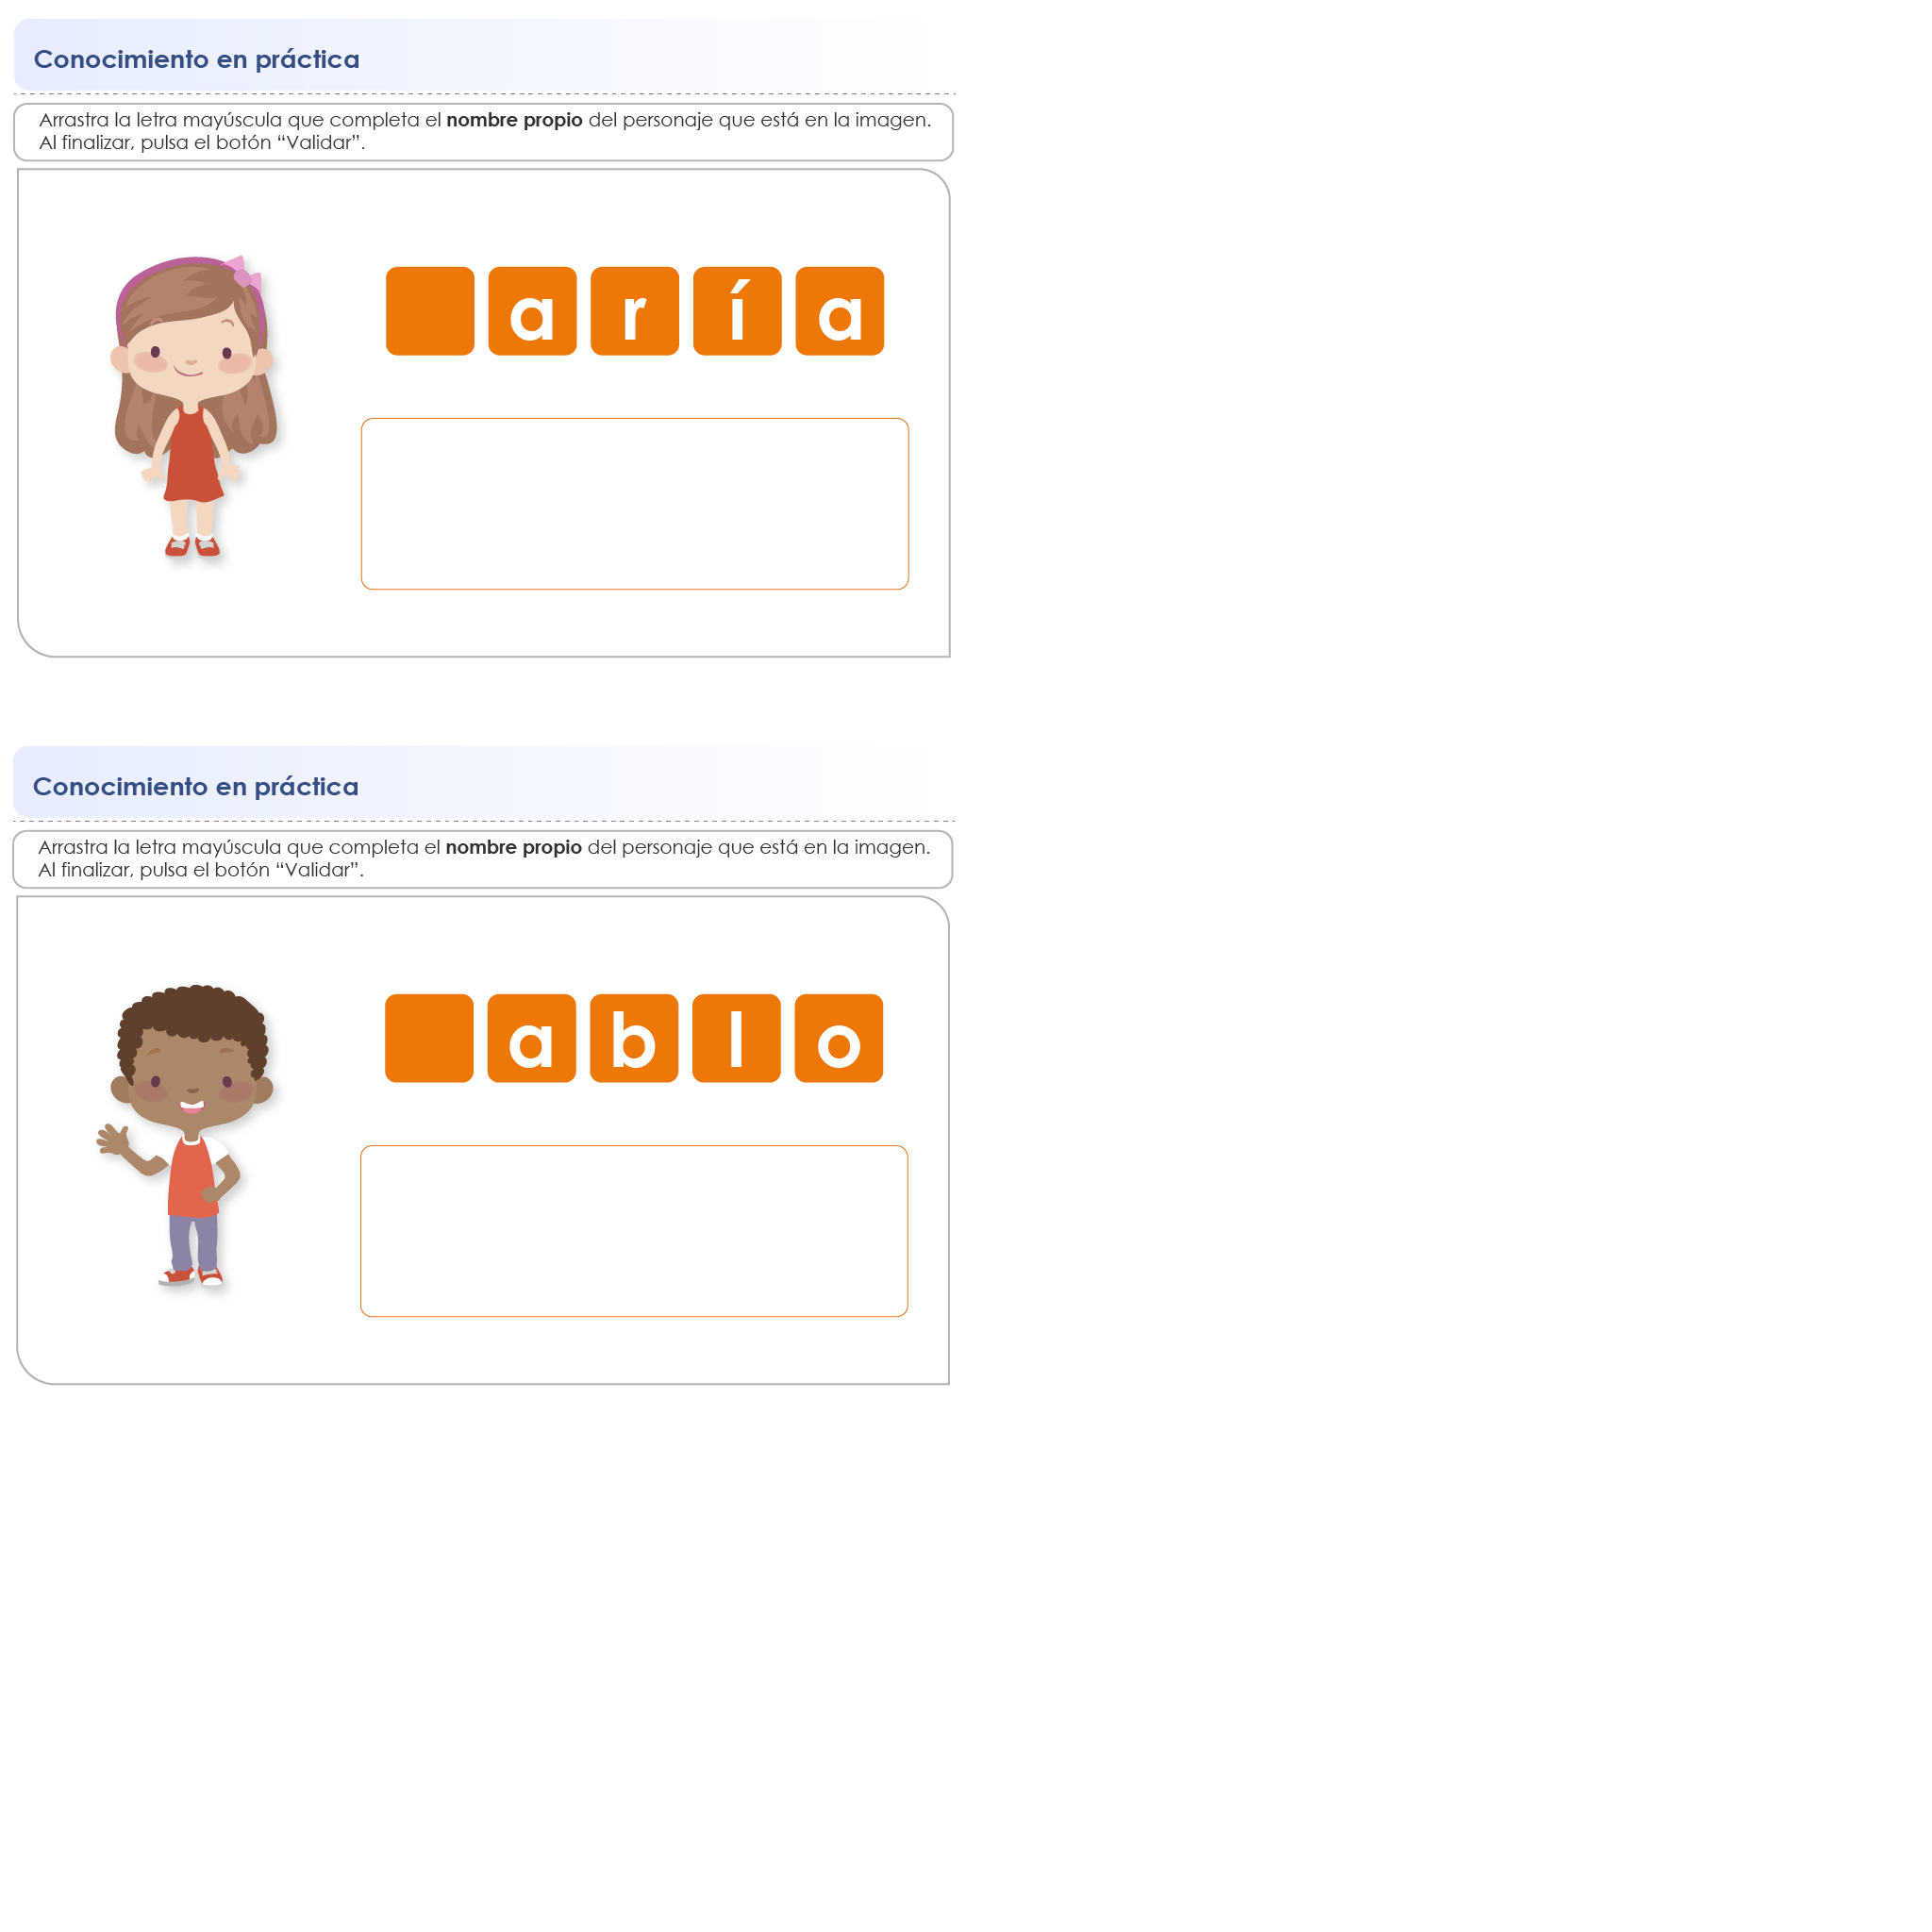 Conocimiento en práctica
Arrastra la letra mayúscula que completa el nombre propio del personaje que está en la imagen.
Al finalizar, pulsa el botón “Validar”.
a r í a
Conocimiento en práctica
Arrastra la letra mayúscula que completa el nombre propio del personaje que está en la imagen.
Al finalizar, pulsa el botón “Validar”.
a b l o